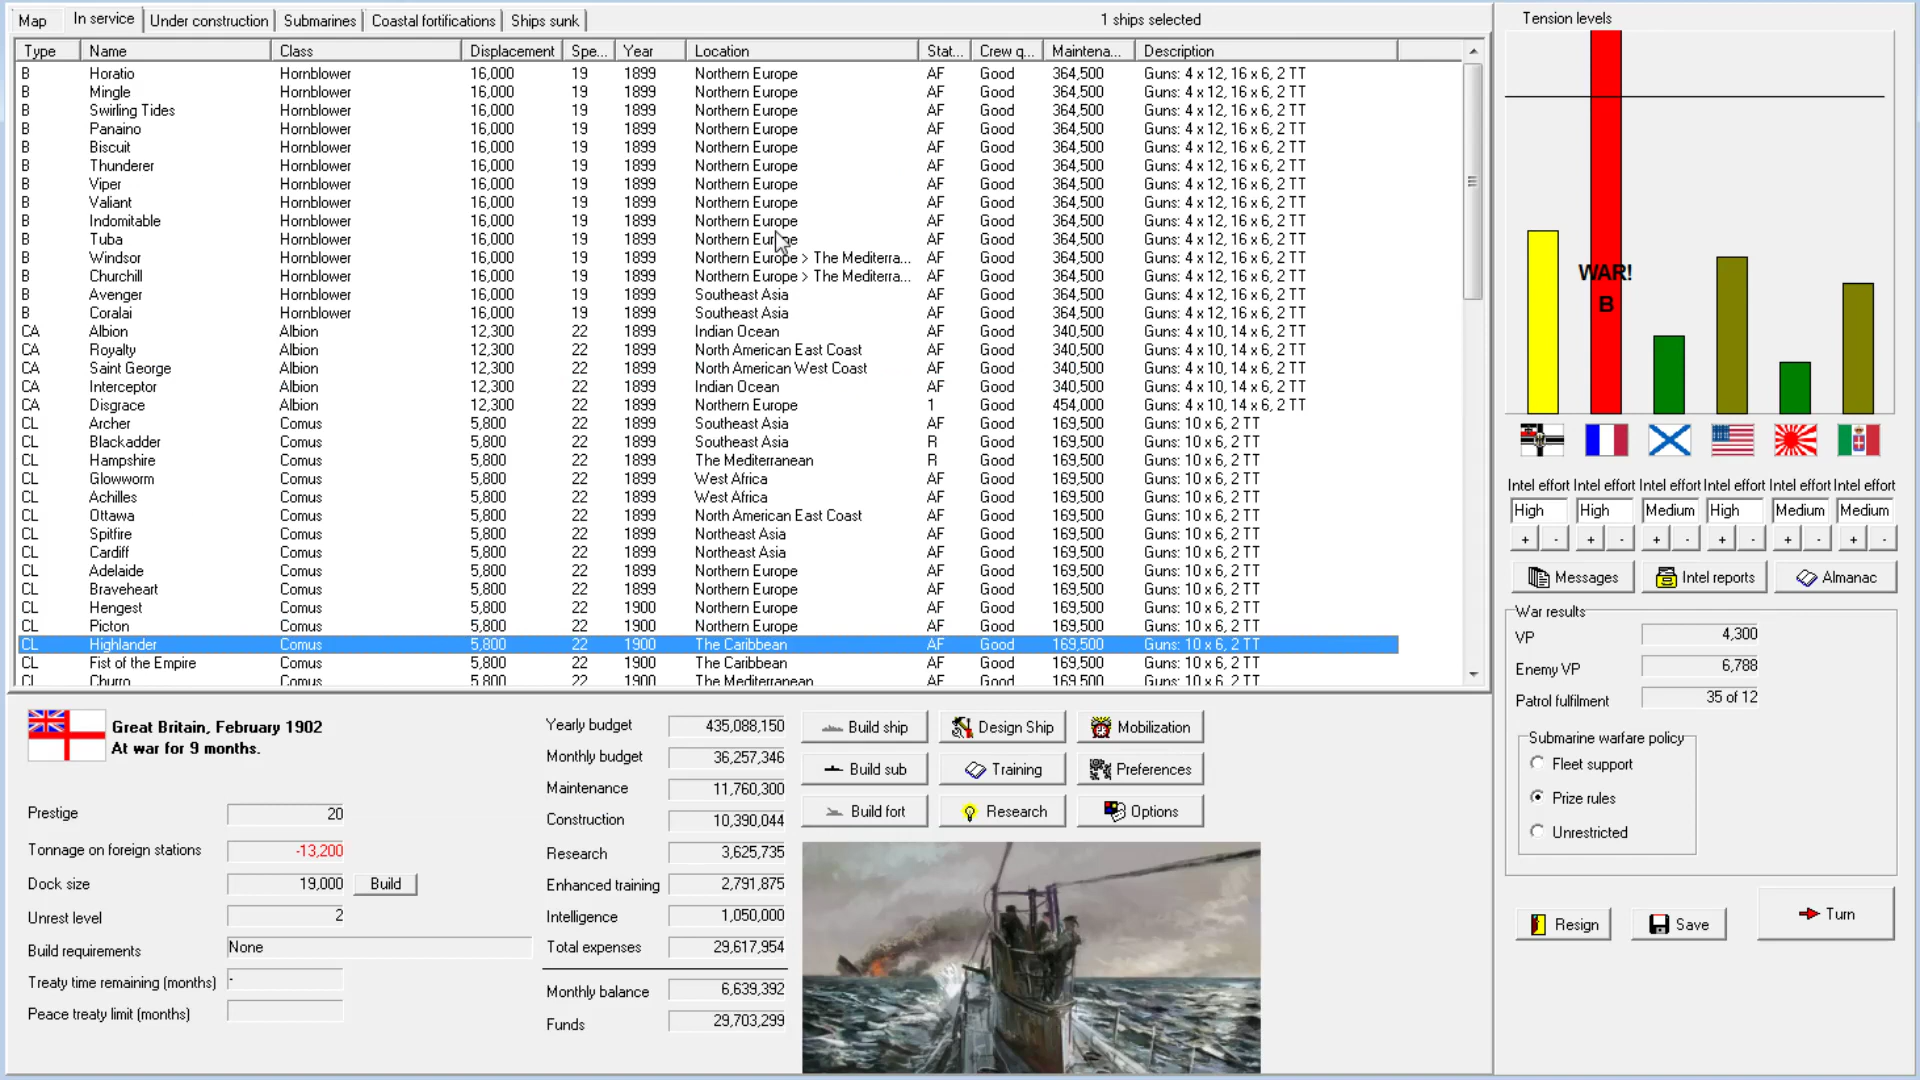 Map In service Under construction Submarines Coastal fortifications Ships sunk 1 ships selected
Type Name Class Displacement Spe... Year Location Stat... Crew q... Maintena... Description
B Horatio Hornblower 16,000 19 1899 Northern Europe AF Good 364,500 Guns: 4 x 12, 16 x 6, 2 TT
B Mingle Hornblower 16,000 19 1899 Northern Europe AF Good 364,500 Guns: 4 x 12, 16 x 6, 2 TT
B Swirling Tides Hornblower 16,000 19 1899 Northern Europe AF Good 364,500 Guns: 4 x 12, 16 x 6, 2 TT
B Panaino Hornblower 16,000 19 1899 Northern Europe AF Good 364,500 Guns: 4 x 12, 16 x 6, 2 TT
B Biscuit Hornblower 16,000 19 1899 Northern Europe AF Good 364,500 Guns: 4 x 12, 16 x 6, 2 TT
B Thunderer Hornblower 16,000 19 1899 Northern Europe AF Good 364,500 Guns: 4 x 12, 16 x 6, 2 TT
B Viper Hornblower 16,000 19 1899 Northern Europe AF Good 364,500 Guns: 4 x 12, 16 x 6, 2 TT
B Valiant Hornblower 16,000 19 1899 Northern Europe AF Good 364,500 Guns: 4 x 12, 16 x 6, 2 TT
B Indomitable Hornblower 16,000 19 1899 Northern Europe AF Good 364,500 Guns: 4 x 12, 16 x 6, 2 TT
B Tuba Hornblower 16,000 19 1899 Northern Europe AF Good 364,500 Guns: 4 x 12, 16 x 6, 2 TT
B Windsor Hornblower 16,000 19 1899 Northern Europe > The Mediterra... AF Good 364,500 Guns: 4 x 12, 16 x 6, 2 TT
B Churchill Hornblower 16,000 19 1899 Northern Europe > The Mediterra... AF Good 364,500 Guns: 4 x 12, 16 x 6, 2 TT
B Avenger Hornblower 16,000 19 1899 Southeast Asia AF Good 364,500 Guns: 4 x 12, 16 x 6, 2 TT
B Coralai Hornblower 16,000 19 1899 Southeast Asia AF Good 364,500 Guns: 4 x 12, 16 x 6, 2 TT
CA Albion Albion 12,300 22 1899 Indian Ocean AF Good 340,500 Guns: 4 x 10, 14 x 6, 2 TT
CA Royalty Albion 12,300 22 1899 North American East Coast AF Good 340,500 Guns: 4 x 10, 14 x 6, 2 TT
CA Saint George Albion 12,300 22 1899 North American West Coast AF Good 340,500 Guns: 4 x 10, 14 x 6, 2 TT
CA Interceptor Albion 12,300 22 1899 Indian Ocean AF Good 340,500 Guns: 4 x 10, 14 x 6, 2 TT
CA Disgrace Albion 12,300 22 1899 Northern Europe 1 Good 454,000 Guns: 4 x 10, 14 x 6, 2 TT
CL Archer Comus 5,800 22 1899 Southeast Asia AF Good 169,500 Guns: 10 x 6, 2 TT
CL Blackadder Comus 5,800 22 1899 Southeast Asia R Good 169,500 Guns: 10 x 6, 2 TT
CL Hampshire Comus 5,800 22 1899 The Mediterranean R Good 169,500 Guns: 10 x 6, 2 TT
CL Glowworm Comus 5,800 22 1899 West Africa AF Good 169,500 Guns: 10 x 6, 2 TT
CL Achilles Comus 5,800 22 1899 West Africa AF Good 169,500 Guns: 10 x 6, 2 TT
CL Ottawa Comus 5,800 22 1899 North American East Coast AF Good 169,500 Guns: 10 x 6, 2 TT
CL Spitfire Comus 5,800 22 1899 Northeast Asia AF Good 169,500 Guns: 10 x 6, 2 TT
CL Cardiff Comus 5,800 22 1899 Northeast Asia AF Good 169,500 Guns: 10 x 6, 2 TT
CL Adelaide Comus 5,800 22 1899 Northern Europe AF Good 169,500 Guns: 10 x 6, 2 TT
CL Braveheart Comus 5,800 22 1899 Northern Europe AF Good 169,500 Guns: 10 x 6, 2 TT
CL Hengest Comus 5,800 22 1900 Northern Europe AF Good 169,500 Guns: 10 x 6, 2 TT
CL Picton Comus 5,800 22 1900 Northern Europe AF Good 169,500 Guns: 10 x 6, 2 TT
CL Highlander Comus 5,800 22 1900 The Caribbean AF Good 169,500 Guns: 10 x 6, 2 TT
CL Fist of the Empire Comus 5,800 22 1900 The Caribbean AF Good 169,500 Guns: 10 x 6, 2 TT
CL Churro Comus 5,800 22 1900 The Mediterranean AF Good 169,500 Guns: 10 x 6, 2 TT
Great Britain, February 1902
At war for 9 months.
Prestige 20
Tonnage on foreign stations -13,200
Dock size 19,000 Build
Unrest level 2
Build requirements None
Treaty time remaining (months) -
Peace treaty limit (months)
Yearly budget 435,088,150
Monthly budget 36,257,346
Maintenance 11,760,300
Construction 10,390,044
Research 3,625,735
Enhanced training 2,791,875
Intelligence 1,050,000
Total expenses 29,617,954
Monthly balance 6,639,392
Funds 29,703,299
Build ship Design Ship Mobilization
Build sub Training Preferences
Build fort Research Options
Tension levels
WAR!
B
Intel effort Intel effort Intel effort Intel effort Intel effort Intel effort
High High Medium High Medium Medium
+ - + - + - + - + - + -
Messages Intel reports Almanac
War results
VP 4,300
Enemy VP 6,788
Patrol fulfilment 35 of 12
Submarine warfare policy
Fleet support
Prize rules
Unrestricted
Resign Save Turn